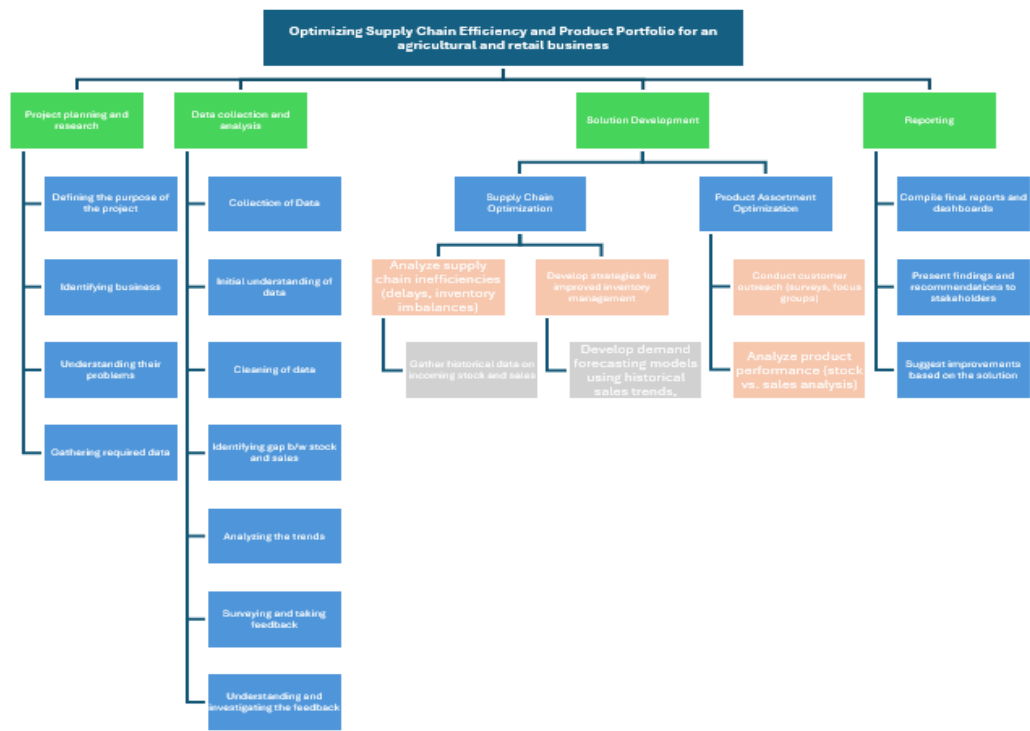 Optimizing Supply Chain Efficiency and Product Portfolio for an
agricultural and retail business
Project planning and
research
Data collection and
analysis
Solution Development
Reporting
Defining the purpose of
the project
Identifying business
Understanding their
problems
Gathering required data
Collection of Data
Initial understanding of
data
Cleaning of data
Identifying gap b/w stock
and sales
Analyzing the trends
Surveying and taking
feedback
Understanding and
investigating the feedback
Supply Chain
Optimization
Analyze supply
chain inefficiencies
(delays, inventory
imbalances)
Gather historical data on
incoming stock and sales
Develop strategies for
improved inventory
management
Develop demand
forecasting models
using historical
sales trends,
Product Assortment
Optimization
Conduct customer
outreach (surveys, focus
groups)
Analyze product
performance (stock
vs. sales analysis)
Compile final reports and
dashboards
Present findings and
recommendations to
stakeholders
Suggest improvements
based on the solution